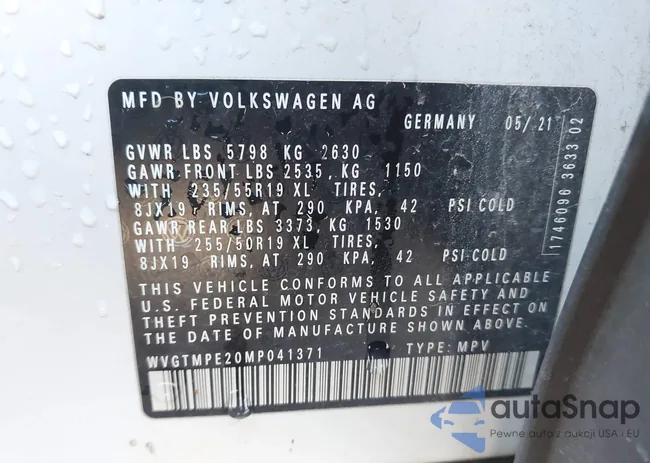 MFD BY VOLKSWAGEN AG
GERMANY 05/21
GVWR LBS 5798 KG 2630
GAWR FRONT LBS 2535, KG 1150
WITH 235/55R19 XL TIRES,
8JX19 RIMS, AT 290 KPA, 42 PSI COLD
GAWR REAR LBS 3373, KG 1530
WITH 255/50R19 XL TIRES,
8JX19 RIMS, AT 290 KPA, 42 PSI COLD
THIS VEHICLE CONFORMS TO ALL APPLICABLE
U.S. FEDERAL MOTOR VEHICLE SAFETY AND
THEFT PREVENTION STANDARDS IN EFFECT ON
THE DATE OF MANUFACTURE SHOWN ABOVE.
WVGTMPE20MP041371 TYPE: MPV
1746096 3633 02
autaSnap
Pewne auta z aukcji USA i EU